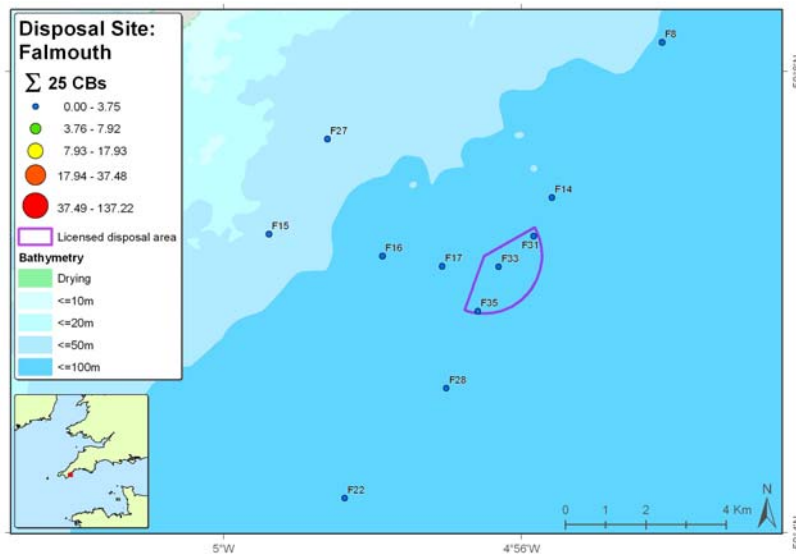 Disposal Site:
Falmouth
∑ 25 CBs
0.00 - 3.75
3.76 - 7.92
7.93 - 17.93
17.94 - 37.48
37.49 - 137.22
Licensed disposal area
Bathymetry
Drying
<=10m
<=20m
<=50m
<=100m
F8
F27
F14
F15
F16
F17
F31
F33
F35
F28
F22
N
0 1 2 4 Km
5°W
4°56'W